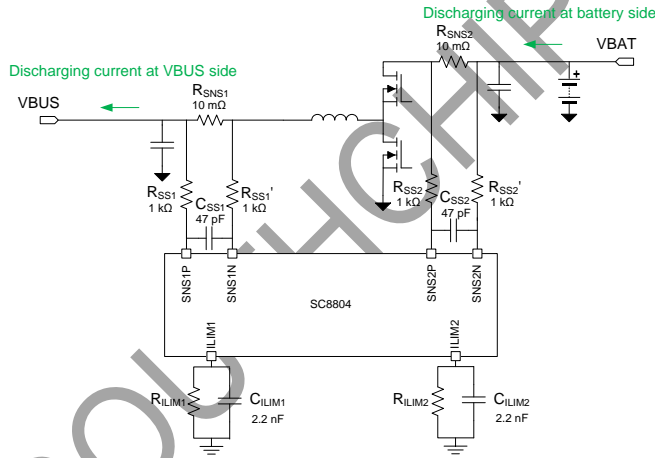 Discharging current at battery side
RSNS2
10 mΩ
VBAT
+
Discharging current at VBUS side
VBUS
RSNS1
10 mΩ
RSS1
1 kΩ
CSS1
47 pF
RSS1'
1 kΩ
RSS2
1 kΩ
CSS2
47 pF
RSS2'
1 kΩ
SNS1P
SNS1N
SNS2P
SNS2N
SC8804
ILIM1
ILIM2
RILIM1
CILIM1
2.2 nF
RILIM2
CILIM2
2.2 nF
SOUTHCHIP